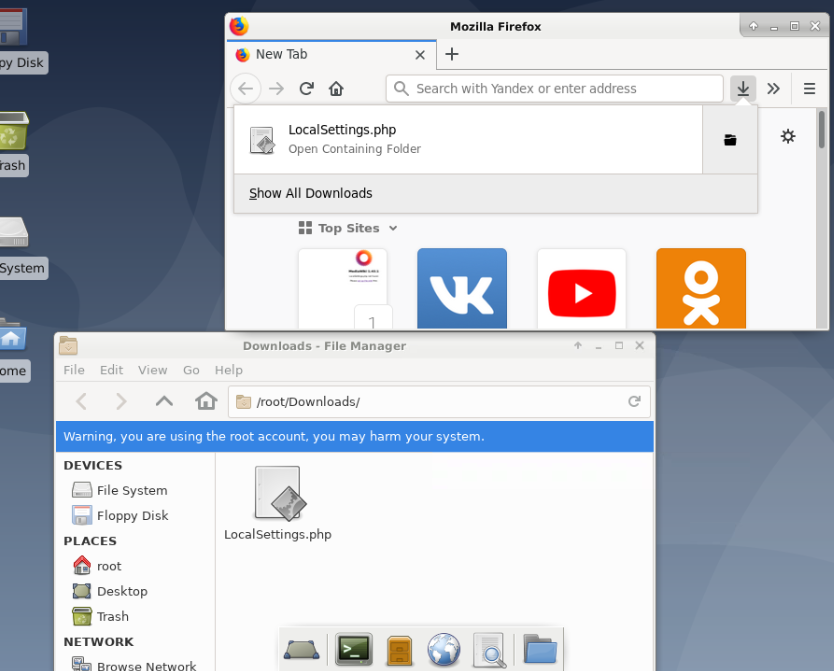 py Disk
rash
System
ome
Mozilla Firefox
New Tab
Search with Yandex or enter address
LocalSettings.php
Open Containing Folder
Show All Downloads
Top Sites
1
Downloads - File Manager
File Edit View Go Help
/root/Downloads/
Warning, you are using the root account, you may harm your system.
DEVICES
File System
Floppy Disk
PLACES
root
Desktop
Trash
NETWORK
Browse Network
LocalSettings.php